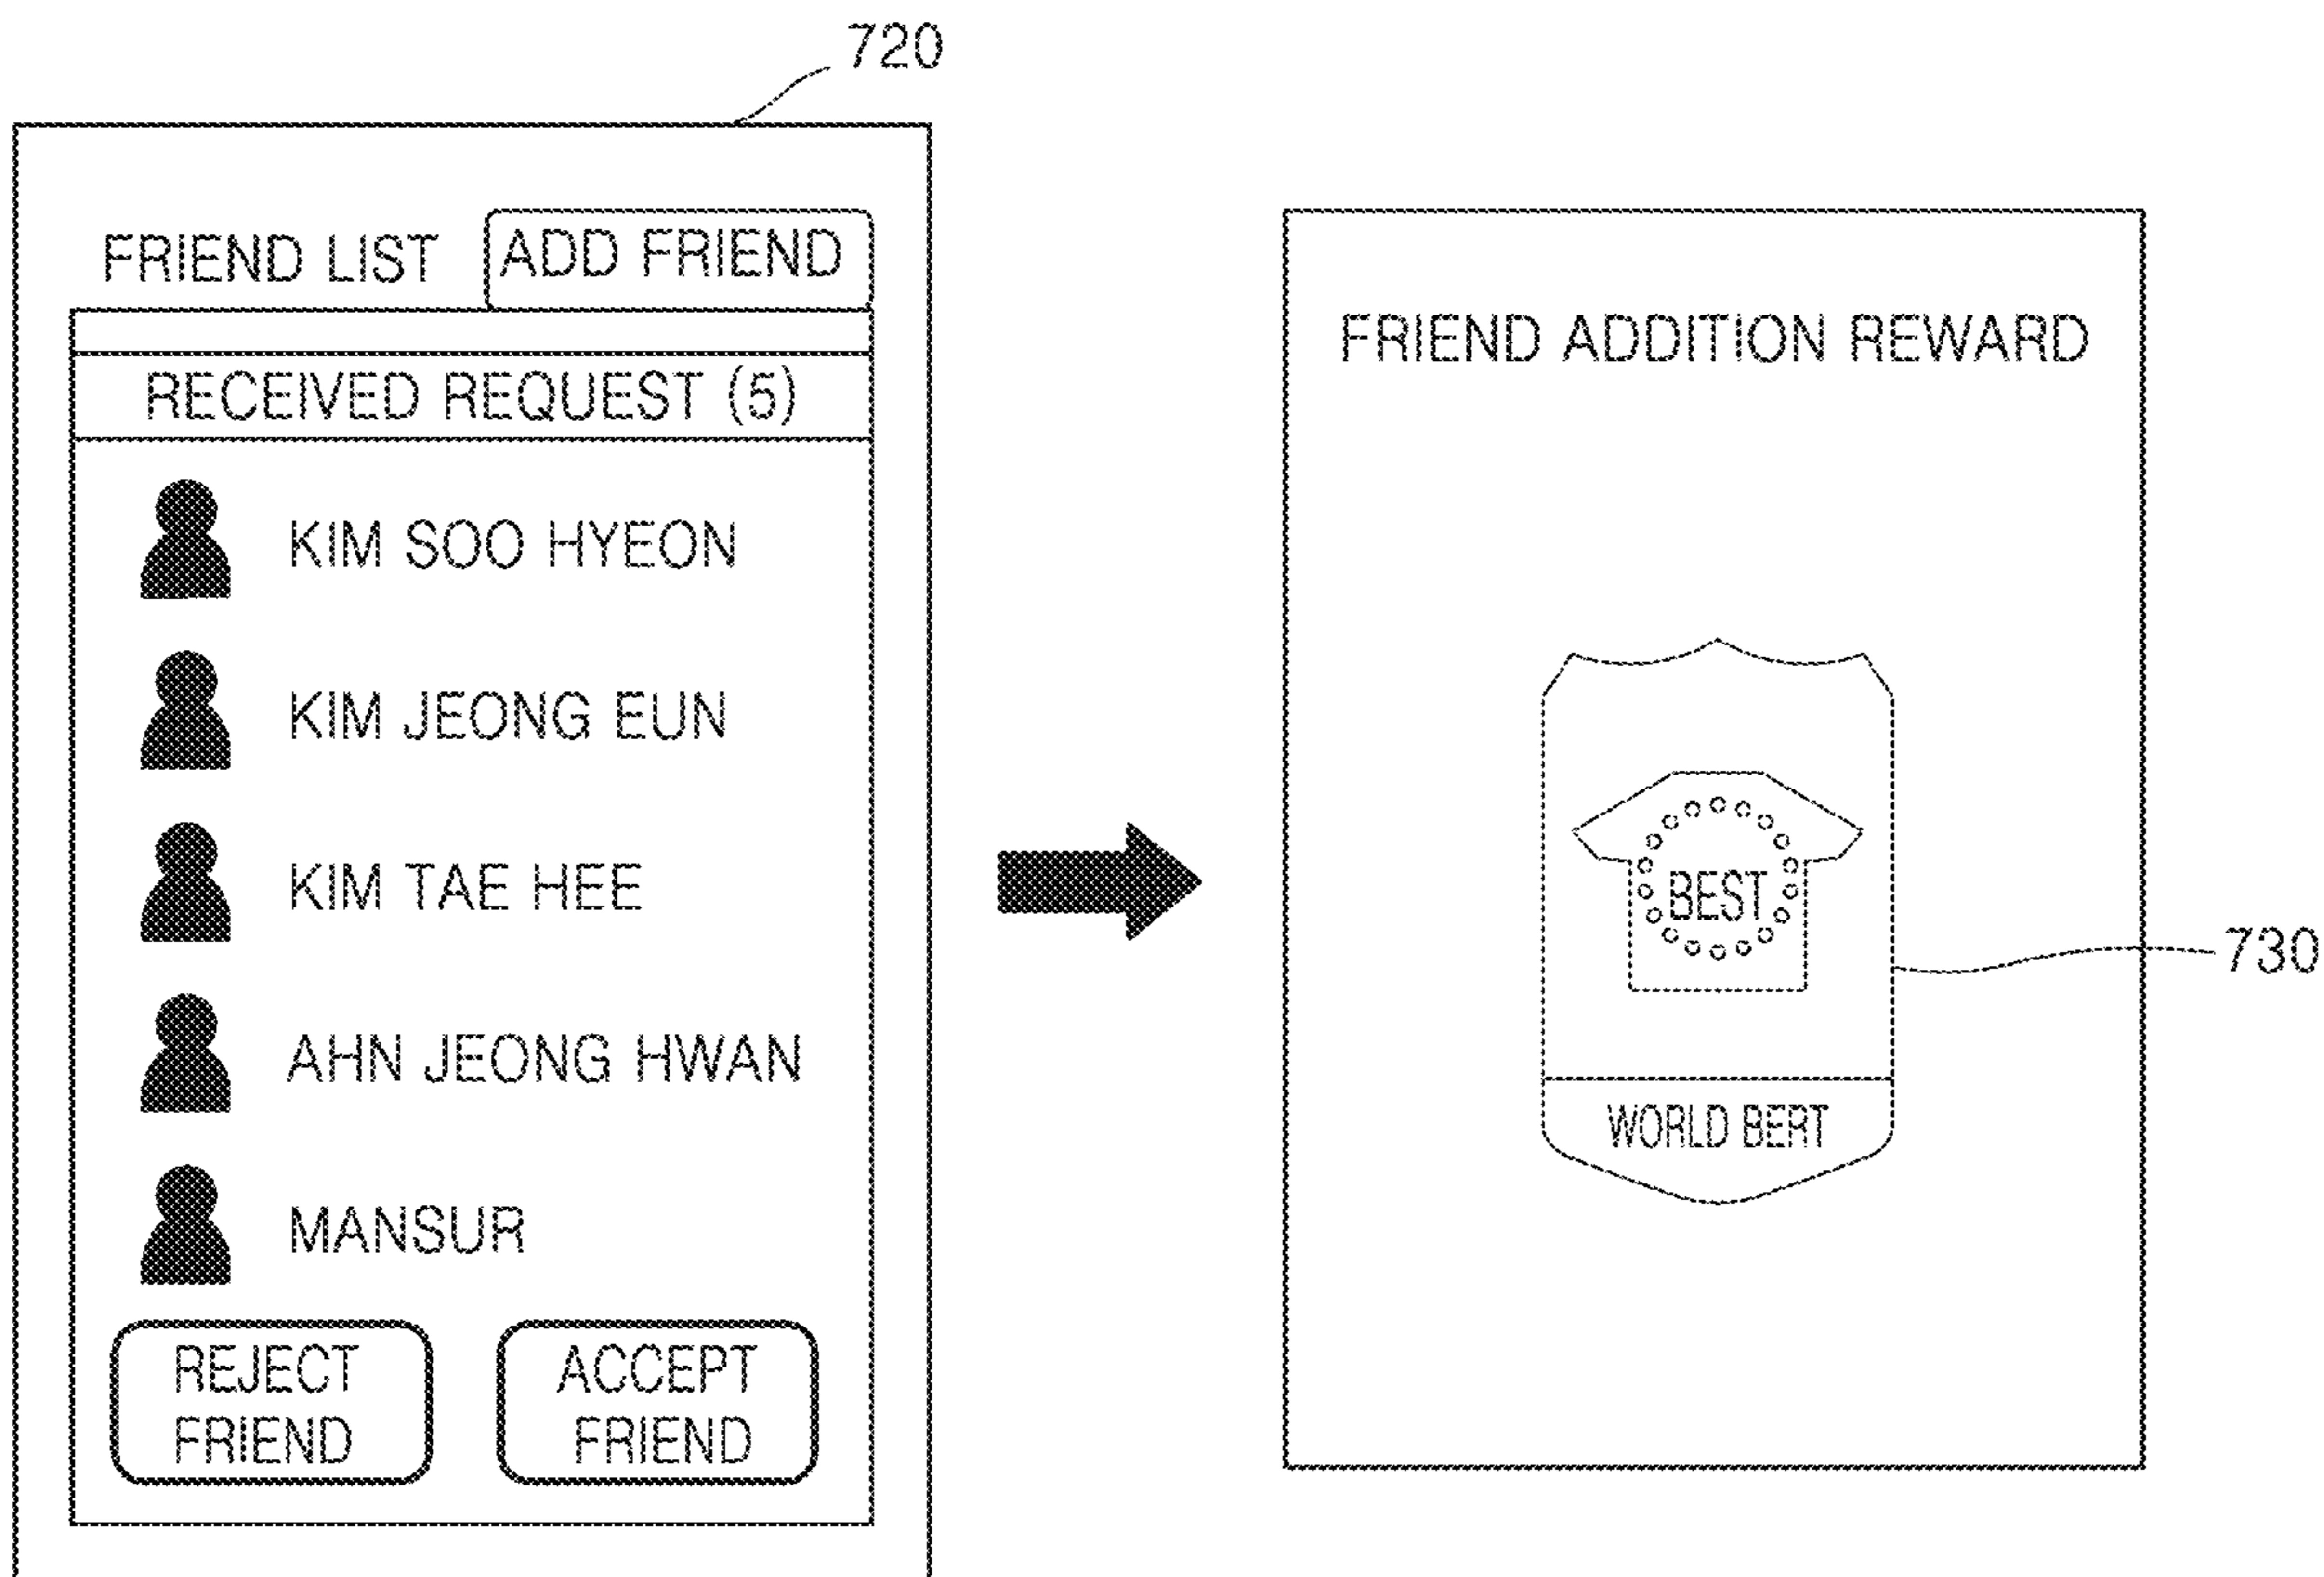 720
FRIEND LIST
ADD FRIEND
RECEIVED REQUEST (5)
KIM SOO HYEON
KIM JEONG EUN
KIM TAE HEE
AHN JEONG HWAN
MANSUR
REJECT
FRIEND
ACCEPT
FRIEND
FRIEND ADDITION REWARD
BEST
WORLD BERT
730